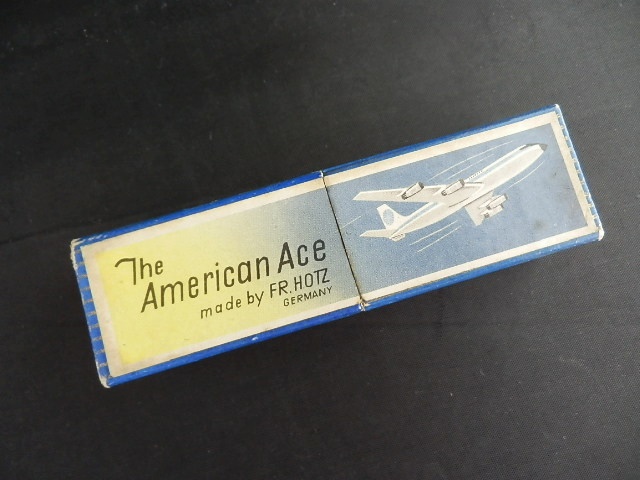 The
American Ace
made by FR. HOTZ
GERMANY